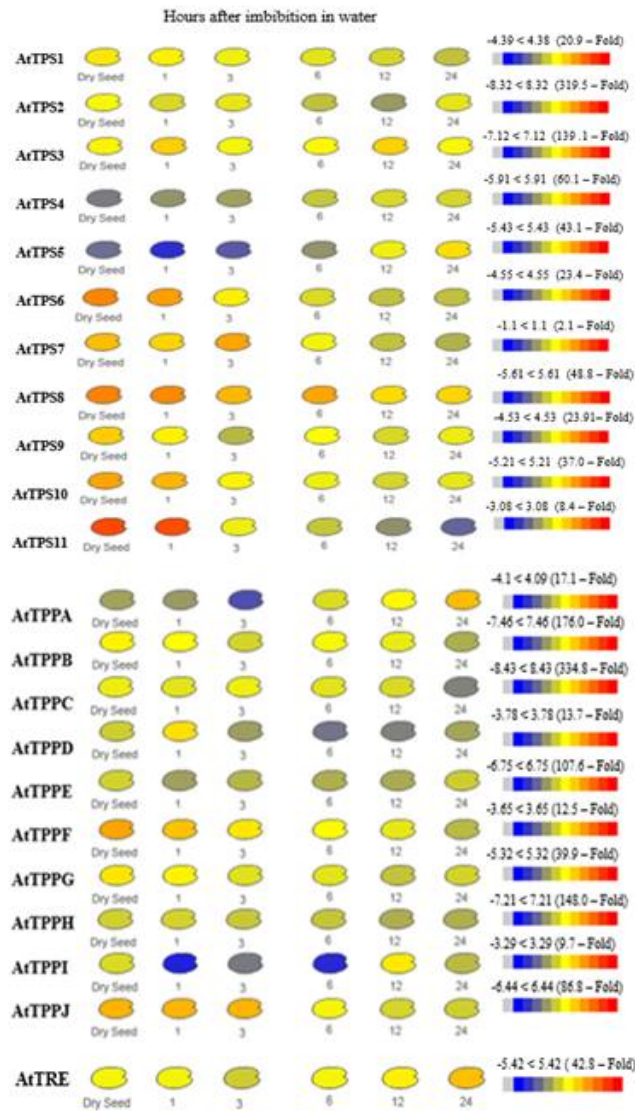 Hours after imbibition in water
-4.39 < 4.38 (20.9 – Fold)
AtTPS1
Dry Seed 1 3 6 12 24
-8.32 < 8.32 (319.5 – Fold)
AtTPS2
Dry Seed 1 3 6 12 24
-7.12 < 7.12 (139.1 – Fold)
AtTPS3
Dry Seed 1 3 6 12 24
-5.91 < 5.91 (60.1 – Fold)
AtTPS4
Dry Seed 1 3 6 12 24
-5.43 < 5.43 (43.1 – Fold)
AtTPS5
Dry Seed 1 3 6 12 24
-4.55 < 4.55 (23.4 – Fold)
AtTPS6
Dry Seed 1 3 6 12 24
-1.1 < 1.1 (2.1 – Fold)
AtTPS7
Dry Seed 1 3 6 12 24
-5.61 < 5.61 (48.8 – Fold)
AtTPS8
Dry Seed 1 3 6 12 24
-4.53 < 4.53 (23.91– Fold)
AtTPS9
Dry Seed 1 3 6 12 24
-5.21 < 5.21 (37.0 – Fold)
AtTPS10
Dry Seed 1 3 6 12 24
-3.08 < 3.08 (8.4 – Fold)
AtTPS11
Dry Seed 1 3 6 12 24
-4.1 < 4.09 (17.1 – Fold)
AtTPPA
Dry Seed 1 3 6 12 24
-7.46 < 7.46 (176.0 – Fold)
AtTPPB
Dry Seed 1 3 6 12 24
-8.43 < 8.43 (334.8 – Fold)
AtTPPC
Dry Seed 1 3 6 12 24
-3.78 < 3.78 (13.7 – Fold)
AtTPPD
Dry Seed 1 3 6 12 24
-6.75 < 6.75 (107.6 – Fold)
AtTPPE
Dry Seed 1 3 6 12 24
-3.65 < 3.65 (12.5 – Fold)
AtTPPF
Dry Seed 1 3 6 12 24
-5.32 < 5.32 (39.9 – Fold)
AtTPPG
Dry Seed 1 3 6 12 24
-7.21 < 7.21 (148.0 – Fold)
AtTPPH
Dry Seed 1 3 6 12 24
-3.29 < 3.29 (9.7 – Fold)
AtTPPI
Dry Seed 1 3 6 12 24
-6.44 < 6.44 (86.8 – Fold)
AtTPPJ
Dry Seed 1 3 6 12 24
-5.42 < 5.42 ( 42.8 – Fold)
AtTRE
Dry Seed 1 3 6 12 24